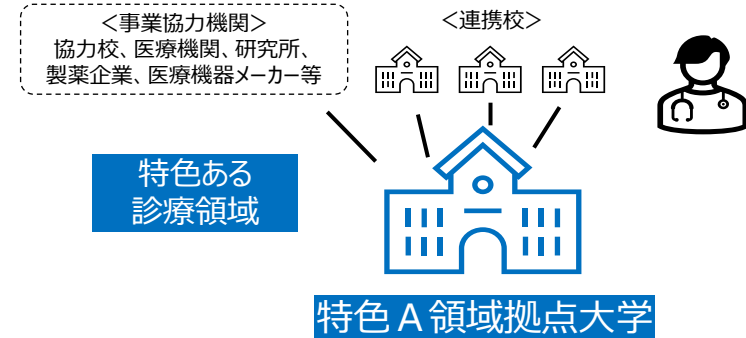 ＜事業協力機関＞
協力校、医療機関、研究所、
製薬企業、医療機器メーカー等
＜連携校＞
特色ある
診療領域
特色Ａ領域拠点大学